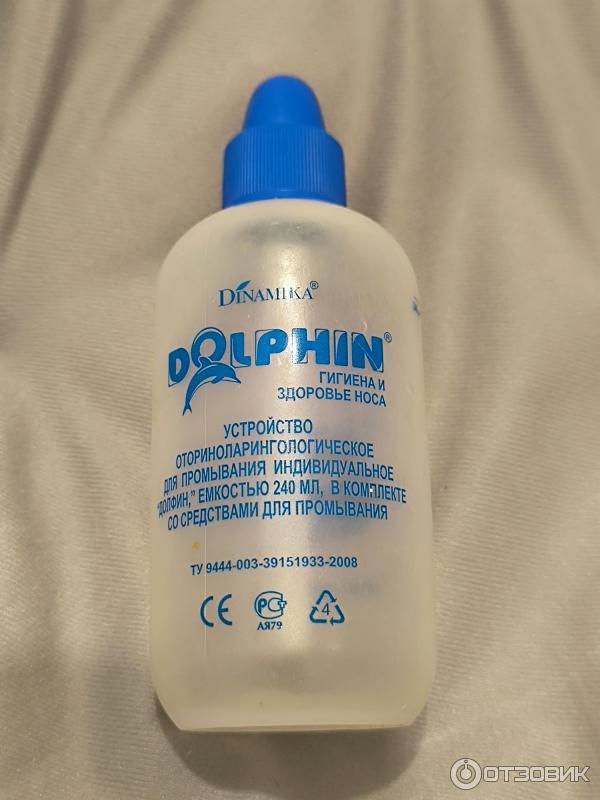 DINAMIKA®
DOLPHIN®
ГИГИЕНА И
ЗДОРОВЬЕ НОСА
УСТРОЙСТВО
ОТОРИНОЛАРИНГОЛОГИЧЕСКОЕ
ДЛЯ ПРОМЫВАНИЯ ИНДИВИДУАЛЬНОЕ
"ДОЛФИН," ЕМКОСТЬЮ 240 МЛ, В КОМПЛЕКТЕ
СО СРЕДСТВАМИ ДЛЯ ПРОМЫВАНИЯ
ТУ 9444-003-39151933-2008
CE РСТ 4
АЯ79
ОТЗОВИК